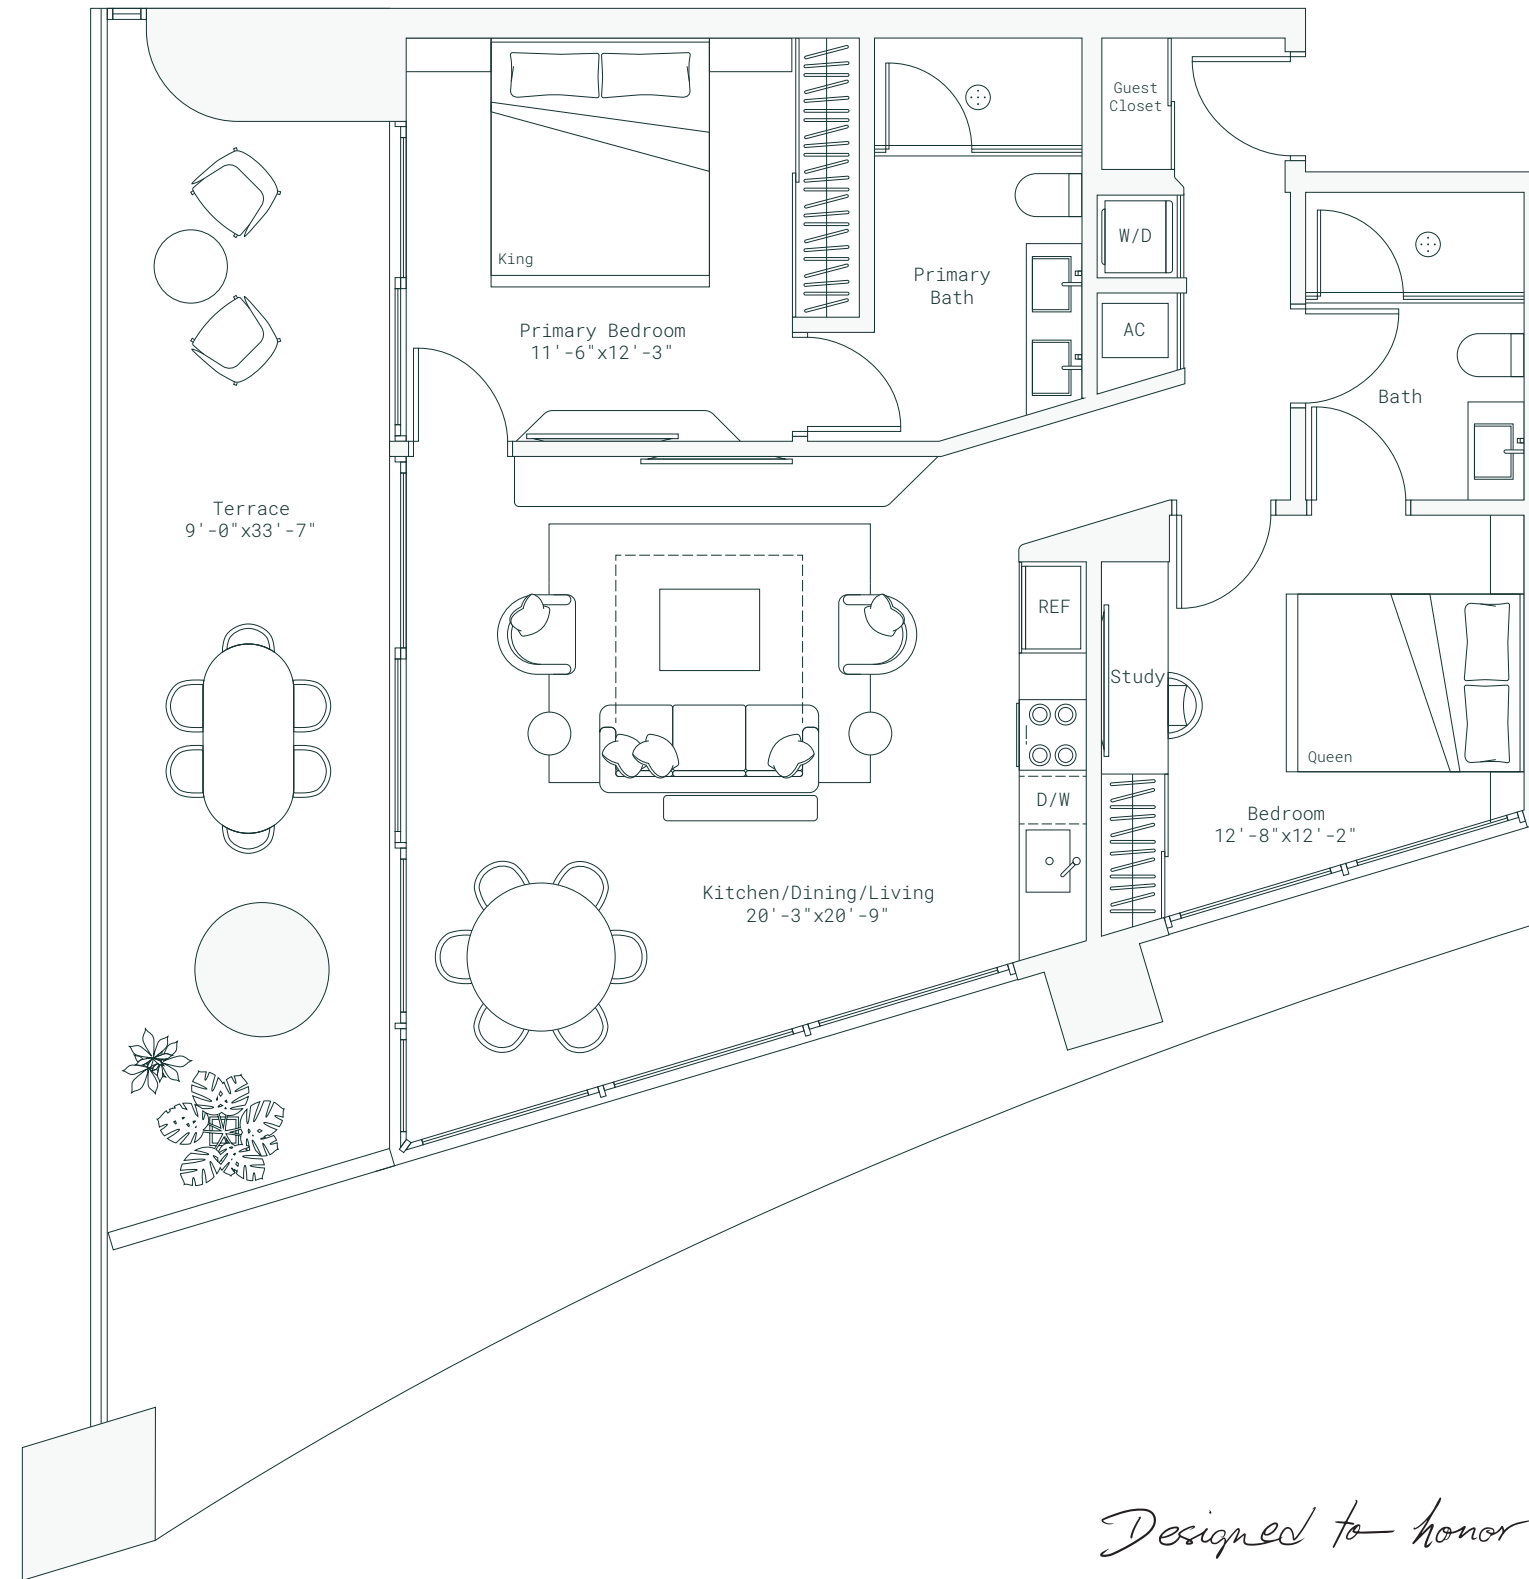 Guest
Closet
W/D
King
Primary
Bath
Primary Bedroom
11'-6"x12'-3"
AC
Bath
Terrace
9'-0"x33'-7"
REF
Study
Queen
D/W
Bedroom
12'-8"x12'-2"
Kitchen/Dining/Living
20'-3"x20'-9"
Designed to honor